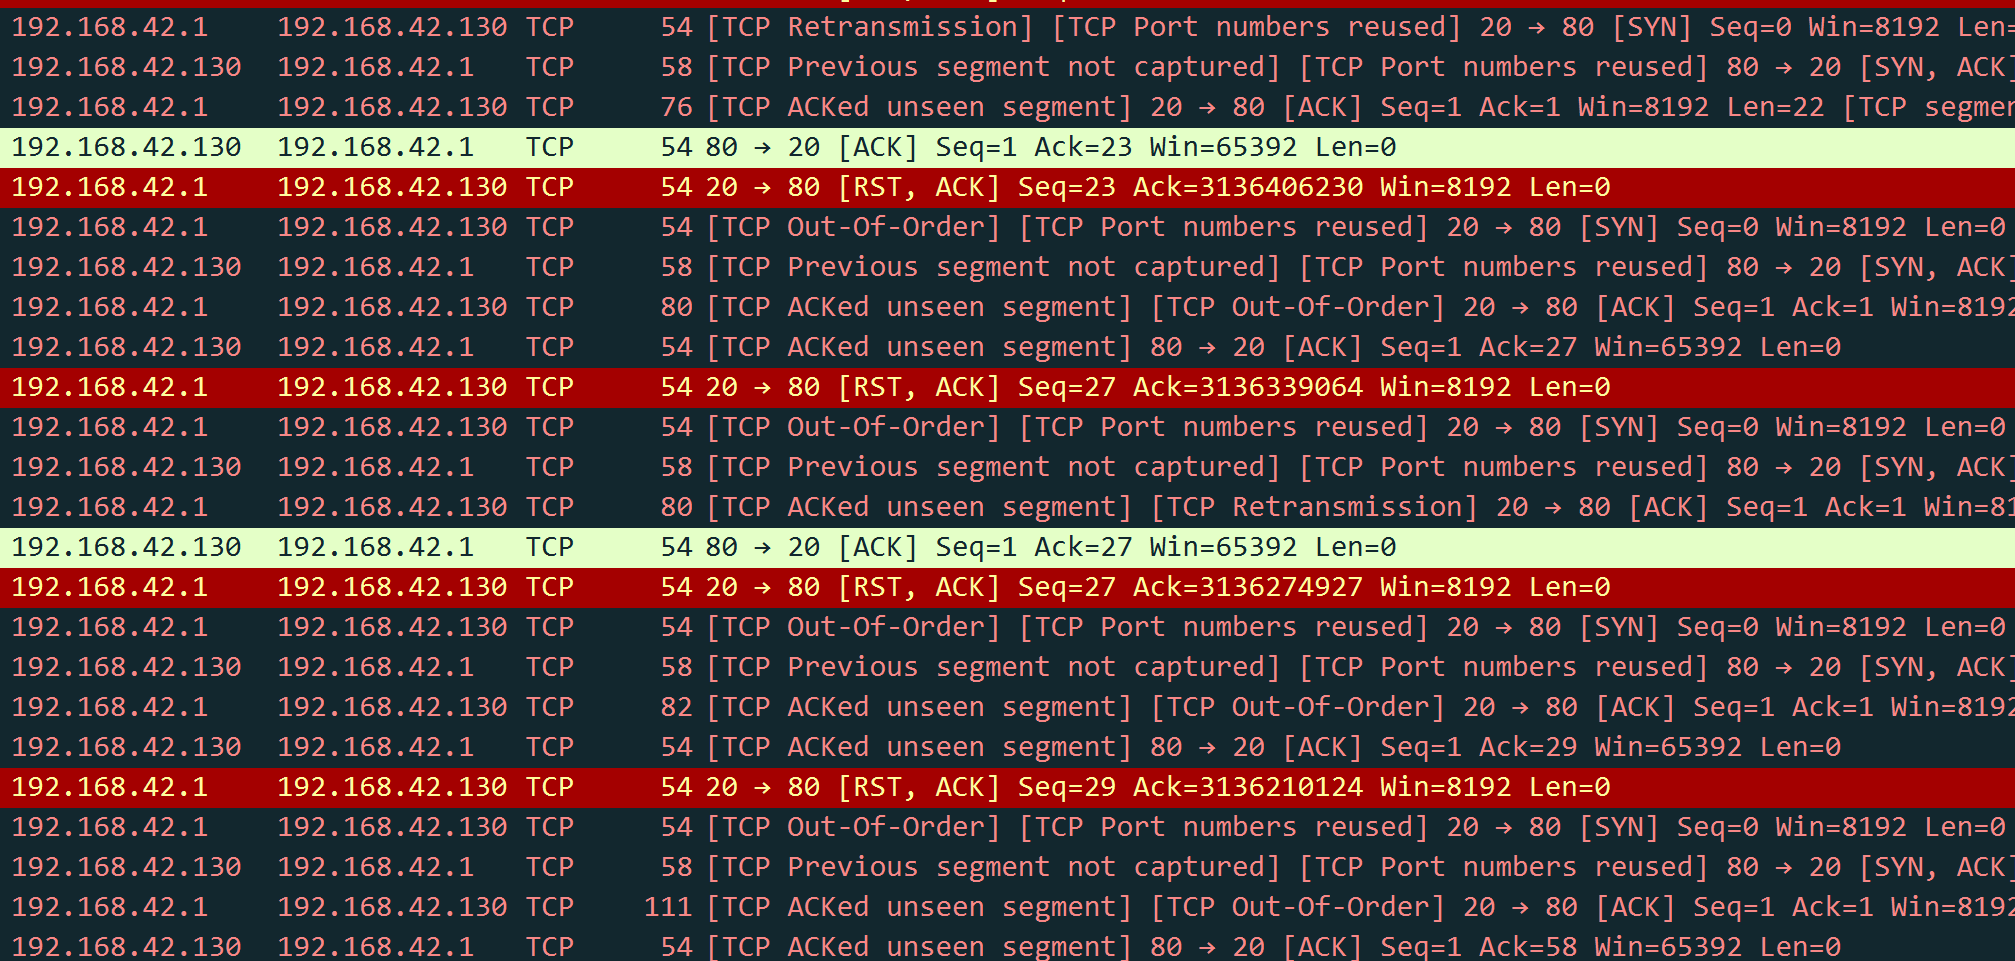 192.168.42.1 192.168.42.130 TCP 54 [TCP Retransmission] [TCP Port numbers reused] 20 → 80 [SYN] Seq=0 Win=8192 Len=
192.168.42.130 192.168.42.1 TCP 58 [TCP Previous segment not captured] [TCP Port numbers reused] 80 → 20 [SYN, ACK]
192.168.42.1 192.168.42.130 TCP 76 [TCP ACKed unseen segment] 20 → 80 [ACK] Seq=1 Ack=1 Win=8192 Len=22 [TCP segmen
192.168.42.130 192.168.42.1 TCP 54 80 → 20 [ACK] Seq=1 Ack=23 Win=65392 Len=0
192.168.42.1 192.168.42.130 TCP 54 20 → 80 [RST, ACK] Seq=23 Ack=3136406230 Win=8192 Len=0
192.168.42.1 192.168.42.130 TCP 54 [TCP Out-Of-Order] [TCP Port numbers reused] 20 → 80 [SYN] Seq=0 Win=8192 Len=0
192.168.42.130 192.168.42.1 TCP 58 [TCP Previous segment not captured] [TCP Port numbers reused] 80 → 20 [SYN, ACK]
192.168.42.1 192.168.42.130 TCP 80 [TCP ACKed unseen segment] [TCP Out-Of-Order] 20 → 80 [ACK] Seq=1 Ack=1 Win=8192
192.168.42.130 192.168.42.1 TCP 54 [TCP ACKed unseen segment] 80 → 20 [ACK] Seq=1 Ack=27 Win=65392 Len=0
192.168.42.1 192.168.42.130 TCP 54 20 → 80 [RST, ACK] Seq=27 Ack=3136339064 Win=8192 Len=0
192.168.42.1 192.168.42.130 TCP 54 [TCP Out-Of-Order] [TCP Port numbers reused] 20 → 80 [SYN] Seq=0 Win=8192 Len=0
192.168.42.130 192.168.42.1 TCP 58 [TCP Previous segment not captured] [TCP Port numbers reused] 80 → 20 [SYN, ACK]
192.168.42.1 192.168.42.130 TCP 80 [TCP ACKed unseen segment] [TCP Retransmission] 20 → 80 [ACK] Seq=1 Ack=1 Win=81
192.168.42.130 192.168.42.1 TCP 54 80 → 20 [ACK] Seq=1 Ack=27 Win=65392 Len=0
192.168.42.1 192.168.42.130 TCP 54 20 → 80 [RST, ACK] Seq=27 Ack=3136274927 Win=8192 Len=0
192.168.42.1 192.168.42.130 TCP 54 [TCP Out-Of-Order] [TCP Port numbers reused] 20 → 80 [SYN] Seq=0 Win=8192 Len=0
192.168.42.130 192.168.42.1 TCP 58 [TCP Previous segment not captured] [TCP Port numbers reused] 80 → 20 [SYN, ACK]
192.168.42.1 192.168.42.130 TCP 82 [TCP ACKed unseen segment] [TCP Out-Of-Order] 20 → 80 [ACK] Seq=1 Ack=1 Win=8192
192.168.42.130 192.168.42.1 TCP 54 [TCP ACKed unseen segment] 80 → 20 [ACK] Seq=1 Ack=29 Win=65392 Len=0
192.168.42.1 192.168.42.130 TCP 54 20 → 80 [RST, ACK] Seq=29 Ack=3136210124 Win=8192 Len=0
192.168.42.1 192.168.42.130 TCP 54 [TCP Out-Of-Order] [TCP Port numbers reused] 20 → 80 [SYN] Seq=0 Win=8192 Len=0
192.168.42.130 192.168.42.1 TCP 58 [TCP Previous segment not captured] [TCP Port numbers reused] 80 → 20 [SYN, ACK]
192.168.42.1 192.168.42.130 TCP 111 [TCP ACKed unseen segment] [TCP Out-Of-Order] 20 → 80 [ACK] Seq=1 Ack=1 Win=8192
192.168.42.130 192.168.42.1 TCP 54 [TCP ACKed unseen segment] 80 → 20 [ACK] Seq=1 Ack=58 Win=65392 Len=0